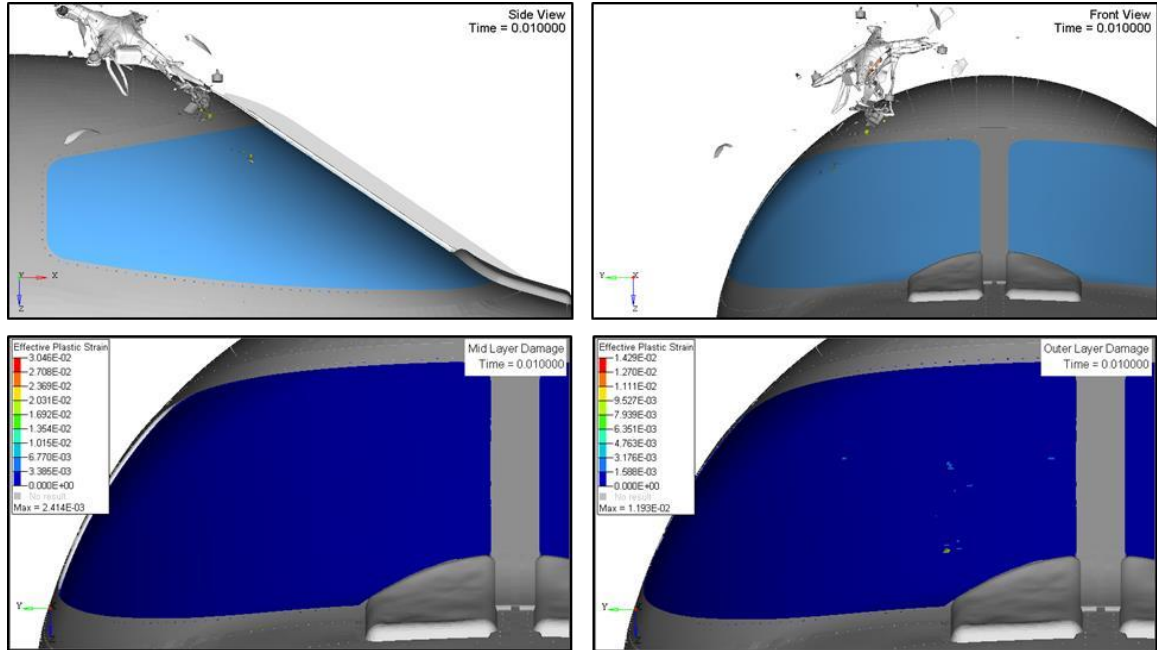 Side View
Time = 0.010000
Y
X
Z
Front View
Time = 0.010000
Y
X
Z
Effective Plastic Strain
3.046E-02
2.708E-02
2.369E-02
2.031E-02
1.692E-02
1.354E-02
1.015E-02
6.770E-03
3.385E-03
0.000E+00
No result
Max = 2.414E-03
Mid Layer Damage
Time = 0.010000
Y
Z
Effective Plastic Strain
1.429E-02
1.270E-02
1.111E-02
9.527E-03
7.939E-03
6.351E-03
4.763E-03
3.176E-03
1.588E-03
0.000E+00
No result
Max = 1.193E-02
Outer Layer Damage
Time = 0.010000
Y
Z